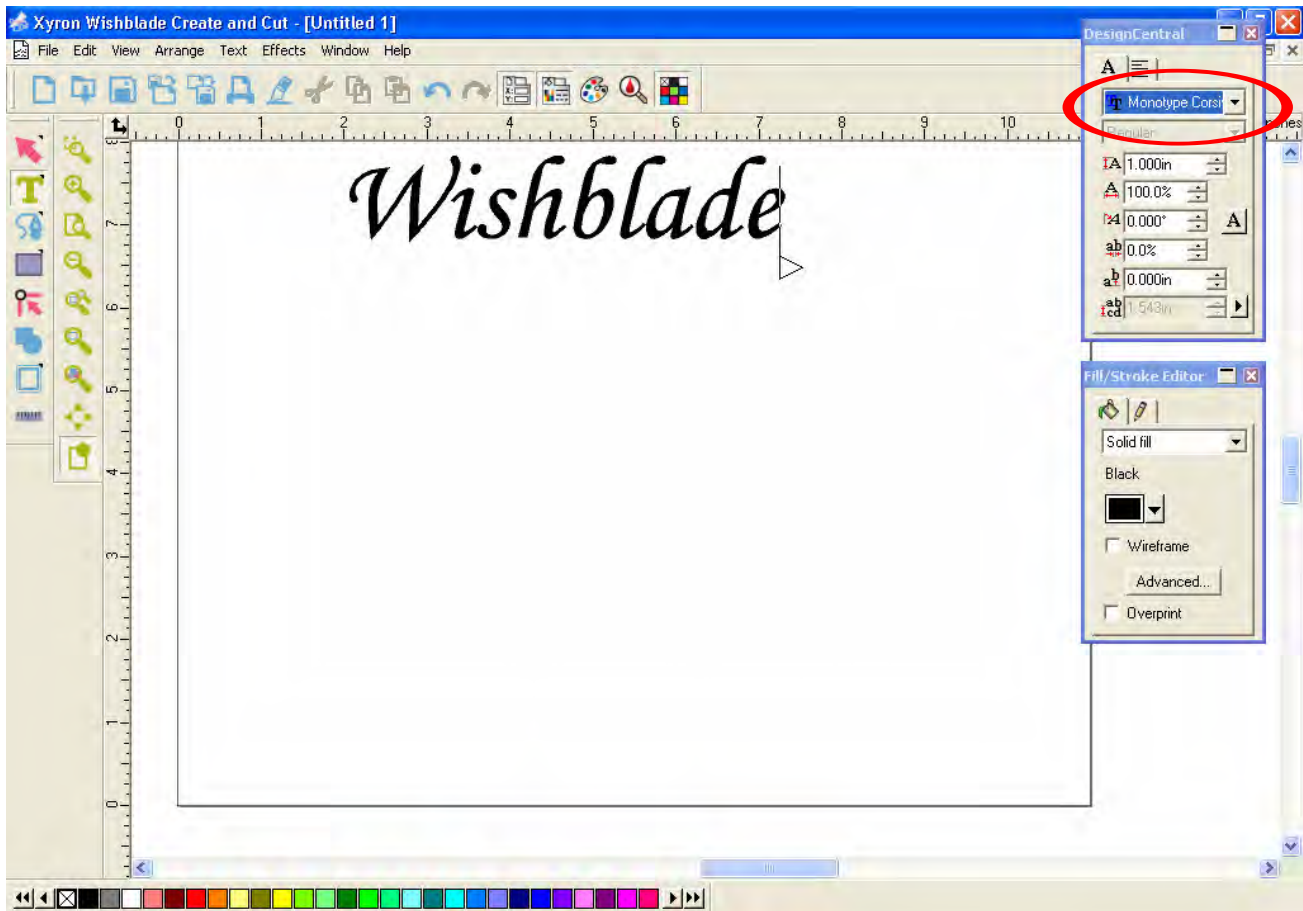 Xyron Wishblade Create and Cut - [Untitled 1]
File Edit View Arrange Text Effects Window Help
0 1 2 3 4 5 6 7 8 9 10
8
7
6
5
4
3
2
1
0
Wishblade
DesignCentral
A
Monotype Corsi
Regular
1.000in
100.0%
0.000°
A
0.0%
0.000in
1.543in
Fill/Stroke Editor
Solid fill
Black
Wireframe
Advanced...
Overprint